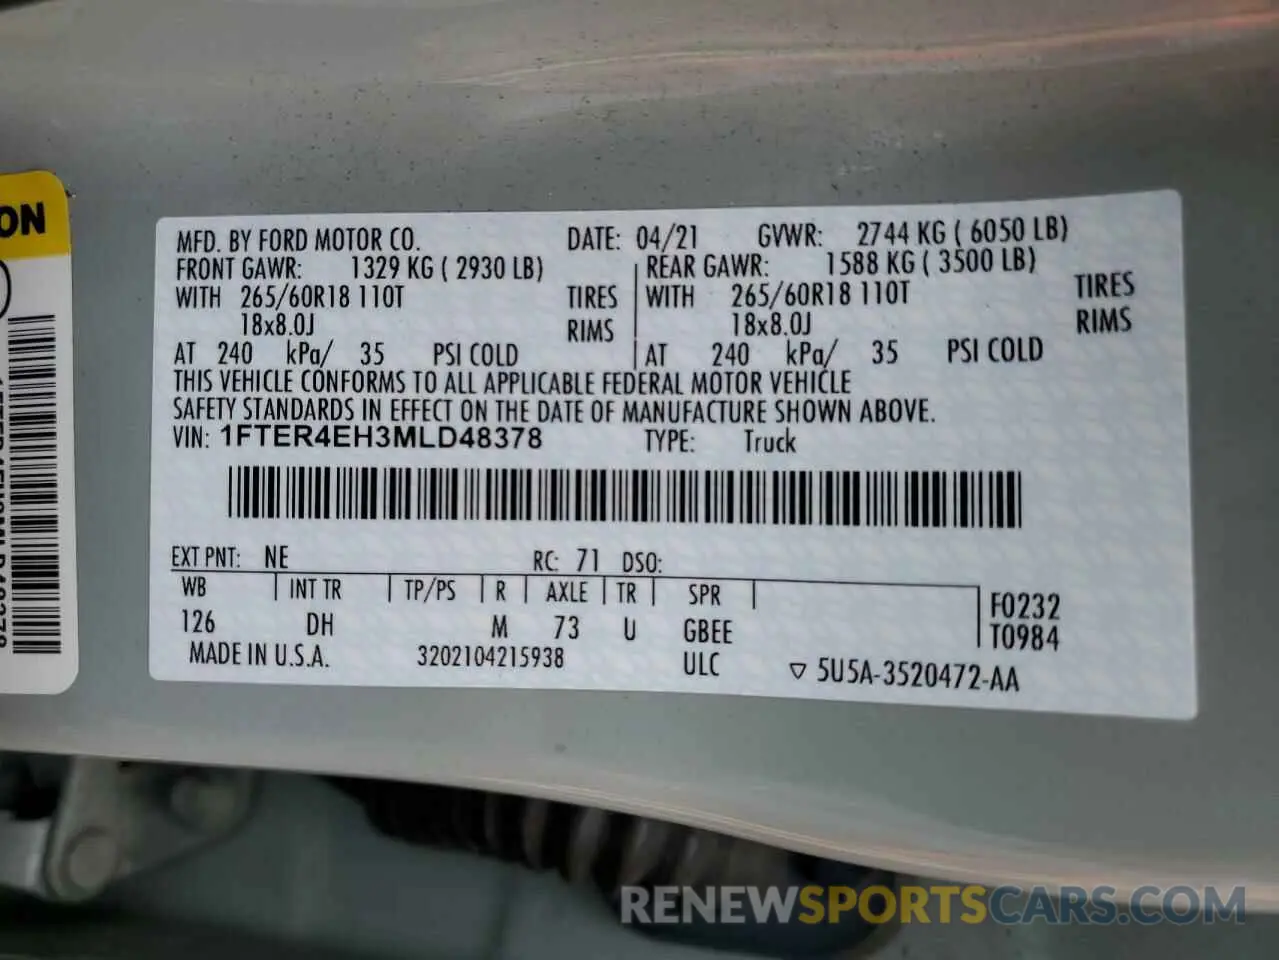 ON
MFD. BY FORD MOTOR CO. DATE: 04/21 GVWR: 2744 KG ( 6050 LB)
FRONT GAWR: 1329 KG ( 2930 LB) REAR GAWR: 1588 KG ( 3500 LB)
WITH 265/60R18 110T TIRES WITH 265/60R18 110T TIRES
18x8.0J RIMS 18x8.0J RIMS
AT 240 kPa/ 35 PSI COLD AT 240 kPa/ 35 PSI COLD
THIS VEHICLE CONFORMS TO ALL APPLICABLE FEDERAL MOTOR VEHICLE
SAFETY STANDARDS IN EFFECT ON THE DATE OF MANUFACTURE SHOWN ABOVE.
VIN: 1FTER4EH3MLD48378 TYPE: Truck
EXT PNT: NE RC: 71 DSO:
WB INT TR TP/PS R AXLE TR SPR F0232
126 DH M 73 U GBEE T0984
MADE IN U.S.A. 3202104215938 ULC ▽ 5U5A-3520472-AA
RENEWSPORTSCARS.COM